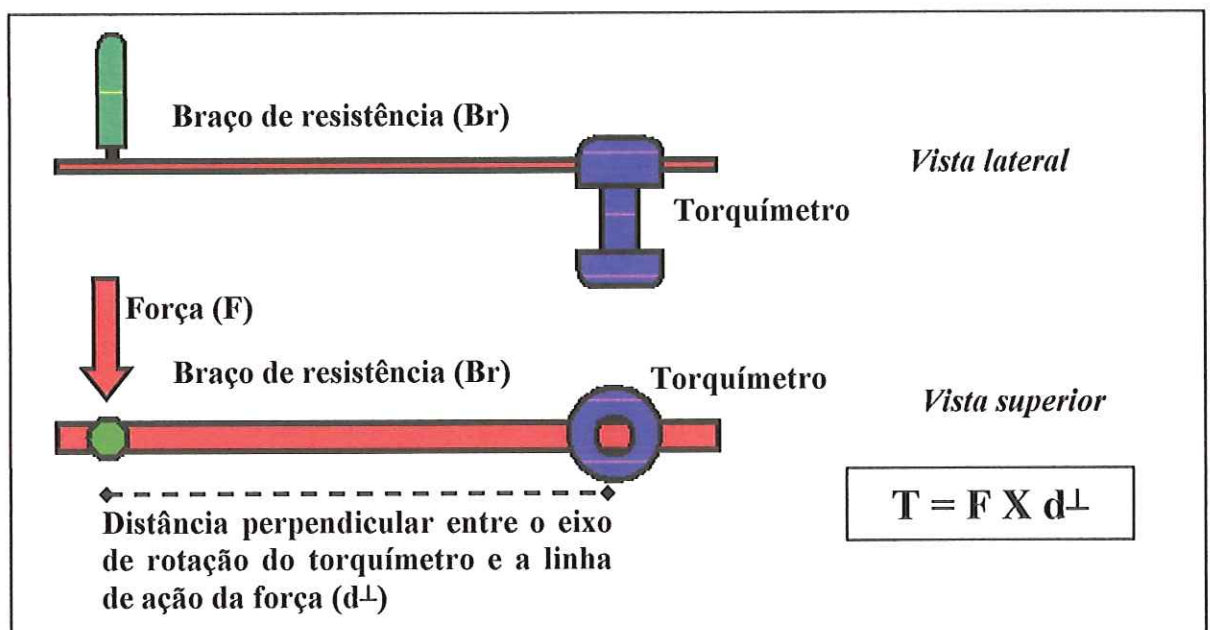 Braço de resistência (Br)
Vista lateral
Torquímetro
Força (F)
Braço de resistência (Br)
Torquímetro
Vista superior
T = F X d⊥
Distância perpendicular entre o eixo
de rotação do torquímetro e a linha
de ação da força (d⊥)